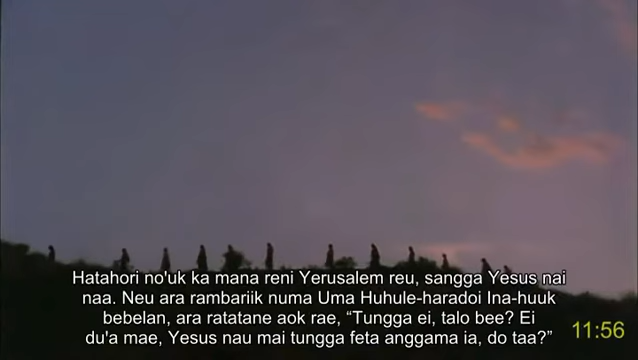 Hatahori no'uk ka mana reni Yerusalem reu, sangga Yesus nai
naa. Neu ara rambariik numa Uma Huhule-haradoi Ina-huuk
bebelan, ara ratatane aok rae, “Tungga ei, talo bee? Ei
du'a mae, Yesus nau mai tungga feta anggama ia, do taa?”
11:56